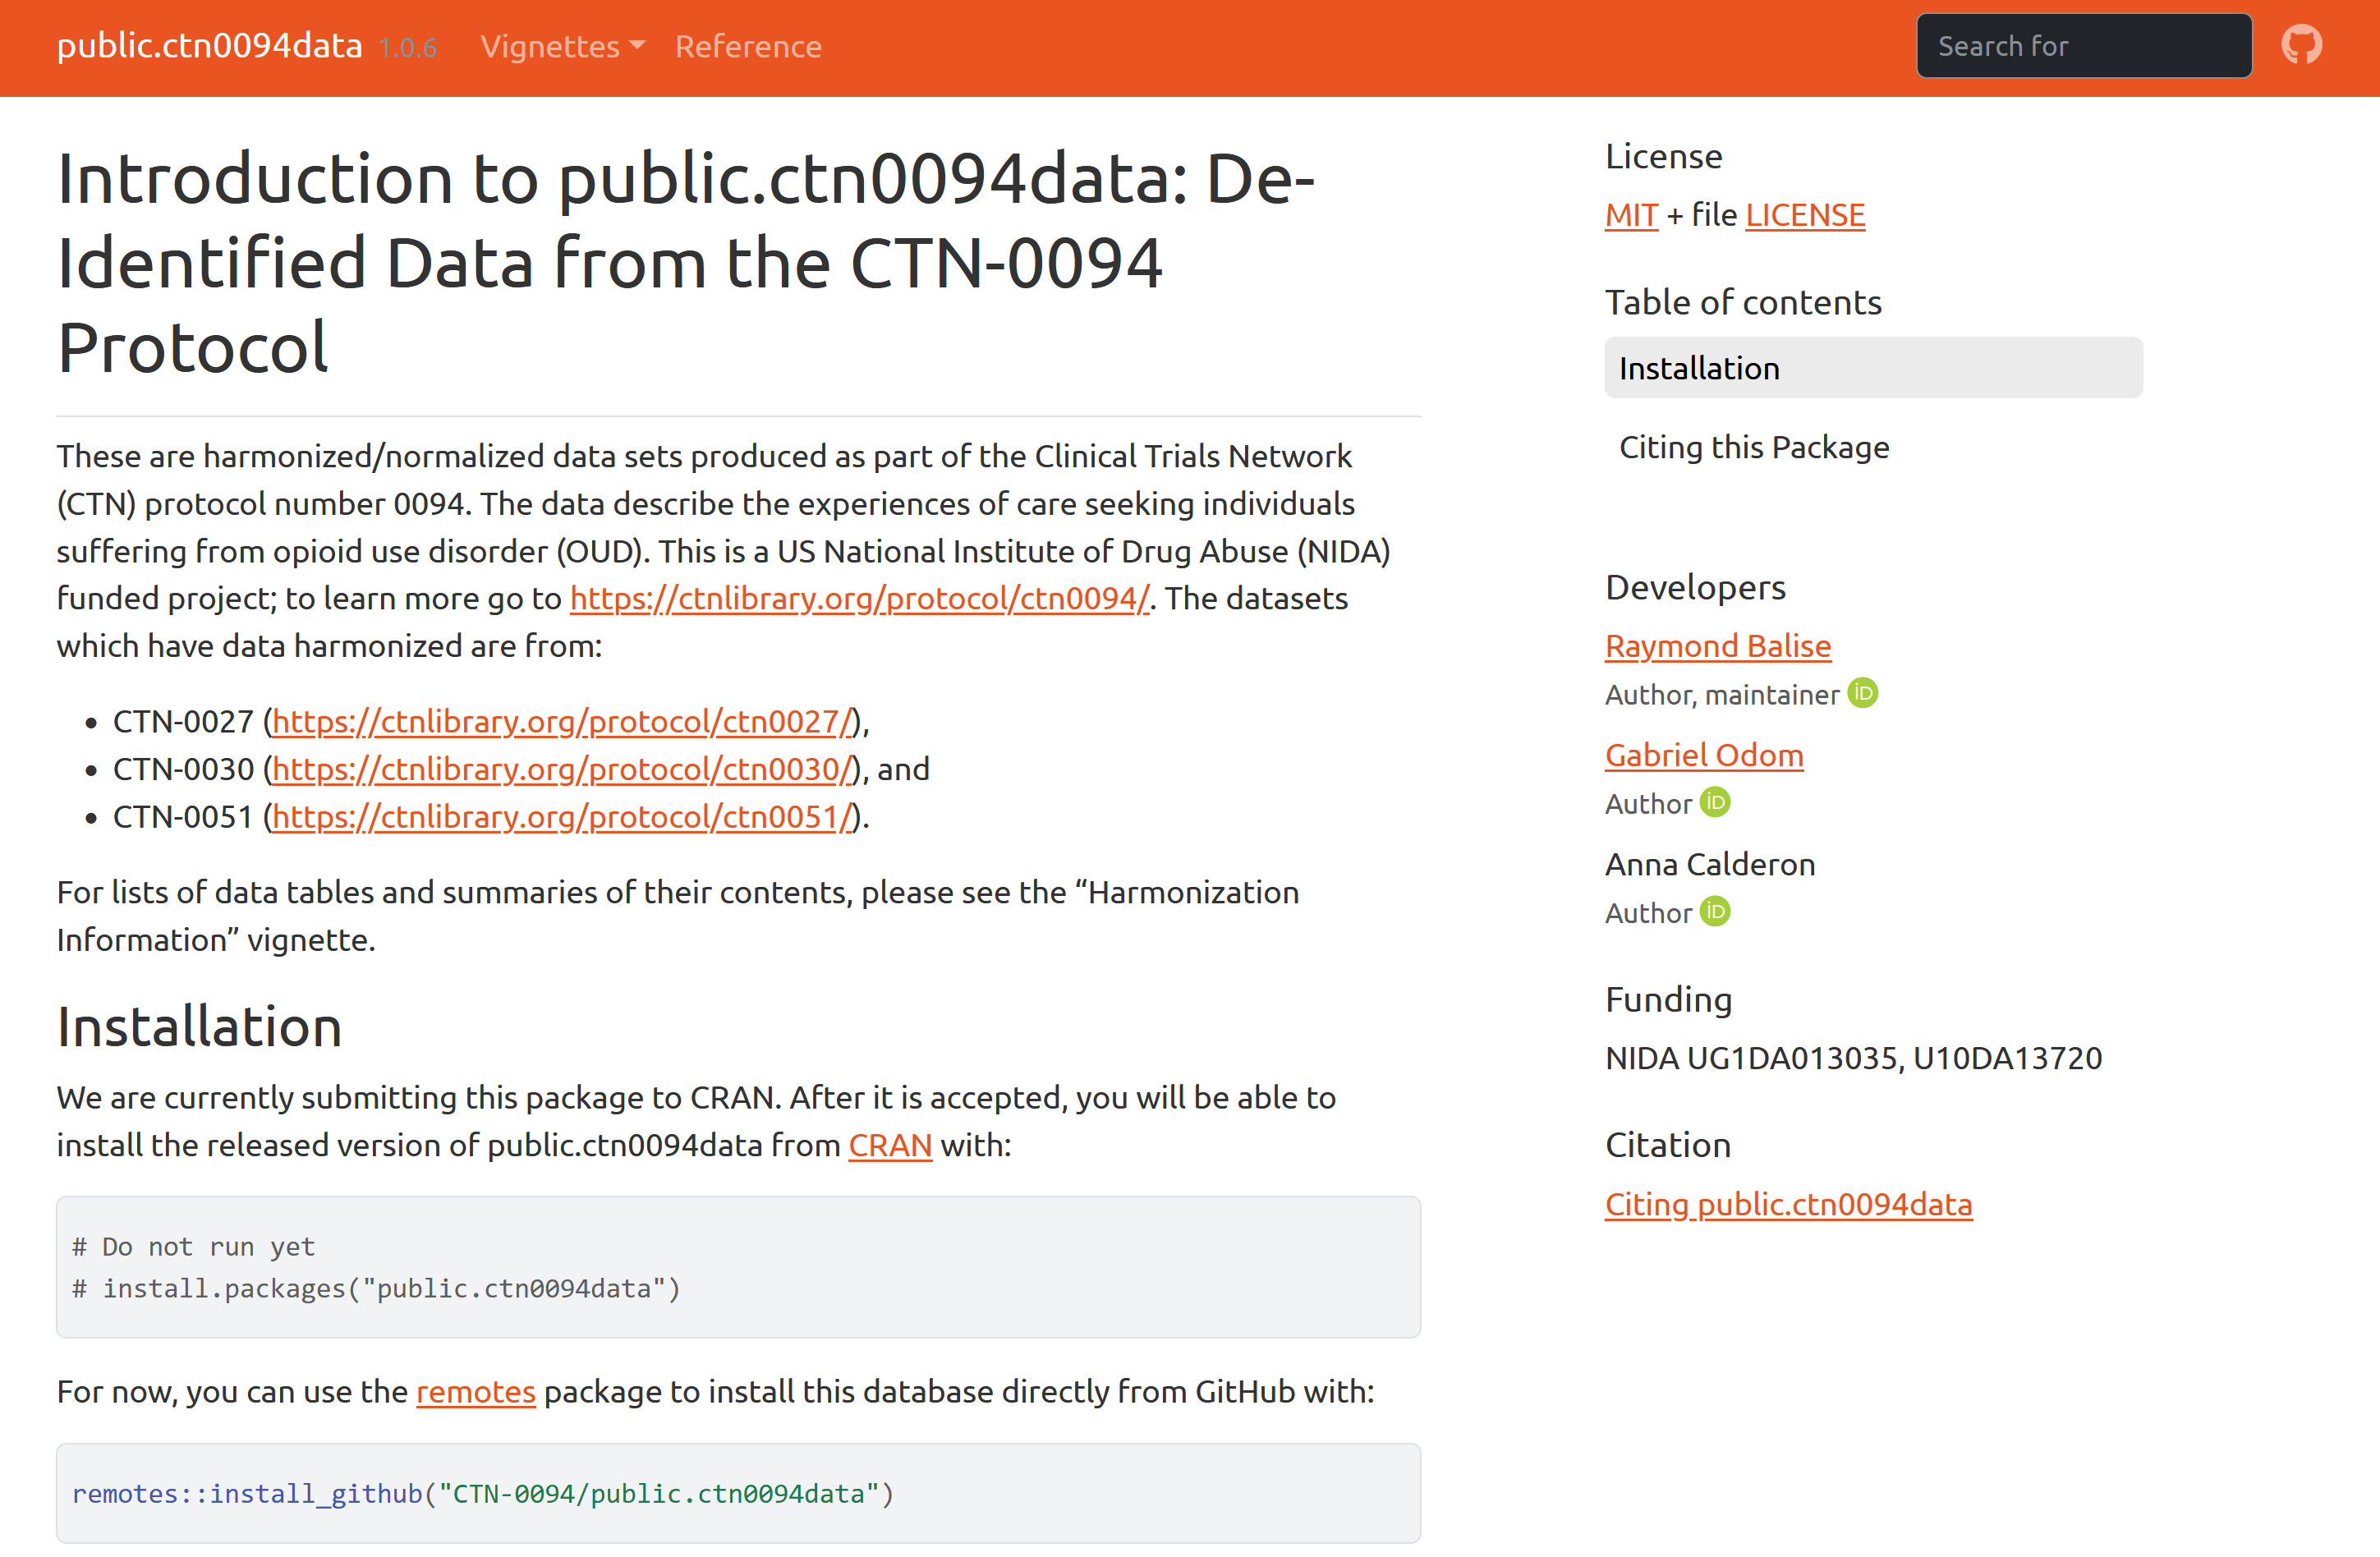 public.ctn0094data 1.0.6 Vignettes Reference Search for
Introduction to public.ctn0094data: De-
Identified Data from the CTN-0094
Protocol
These are harmonized/normalized data sets produced as part of the Clinical Trials Network
(CTN) protocol number 0094. The data describe the experiences of care seeking individuals
suffering from opioid use disorder (OUD). This is a US National Institute of Drug Abuse (NIDA)
funded project; to learn more go to https://ctnlibrary.org/protocol/ctn0094/. The datasets
which have data harmonized are from:
• CTN-0027 (https://ctnlibrary.org/protocol/ctn0027/),
• CTN-0030 (https://ctnlibrary.org/protocol/ctn0030/), and
• CTN-0051 (https://ctnlibrary.org/protocol/ctn0051/).
For lists of data tables and summaries of their contents, please see the “Harmonization
Information” vignette.
Installation
We are currently submitting this package to CRAN. After it is accepted, you will be able to
install the released version of public.ctn0094data from CRAN with:
# Do not run yet
# install.packages("public.ctn0094data")
For now, you can use the remotes package to install this database directly from GitHub with:
remotes::install_github("CTN-0094/public.ctn0094data")
License
MIT + file LICENSE
Table of contents
Installation
Citing this Package
Developers
Raymond Balise
Author, maintainer iD
Gabriel Odom
Author iD
Anna Calderon
Author iD
Funding
NIDA UG1DA013035, U10DA13720
Citation
Citing public.ctn0094data